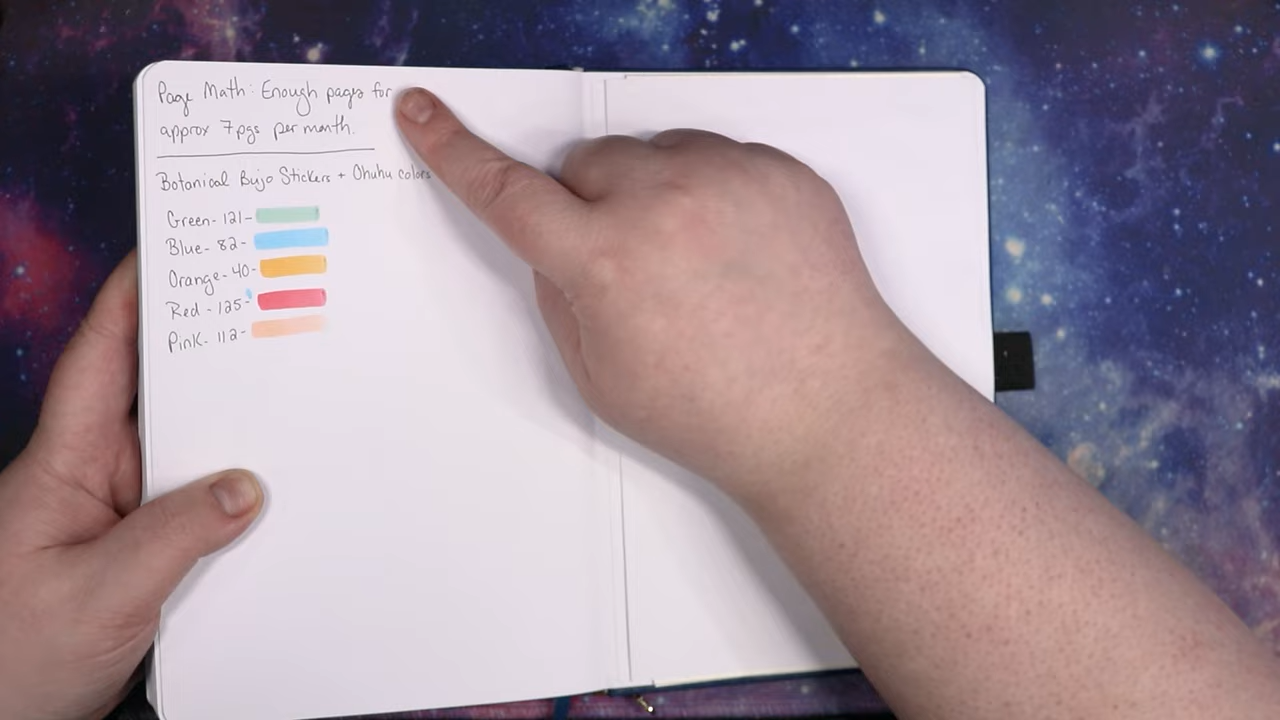 Page Math: Enough pages for
approx 7pgs per month.
Botanical Bujo Stickers + Ohuhu colors
Green- 121-
Blue- 82-
Orange- 40-
Red - 125-
Pink- 112-